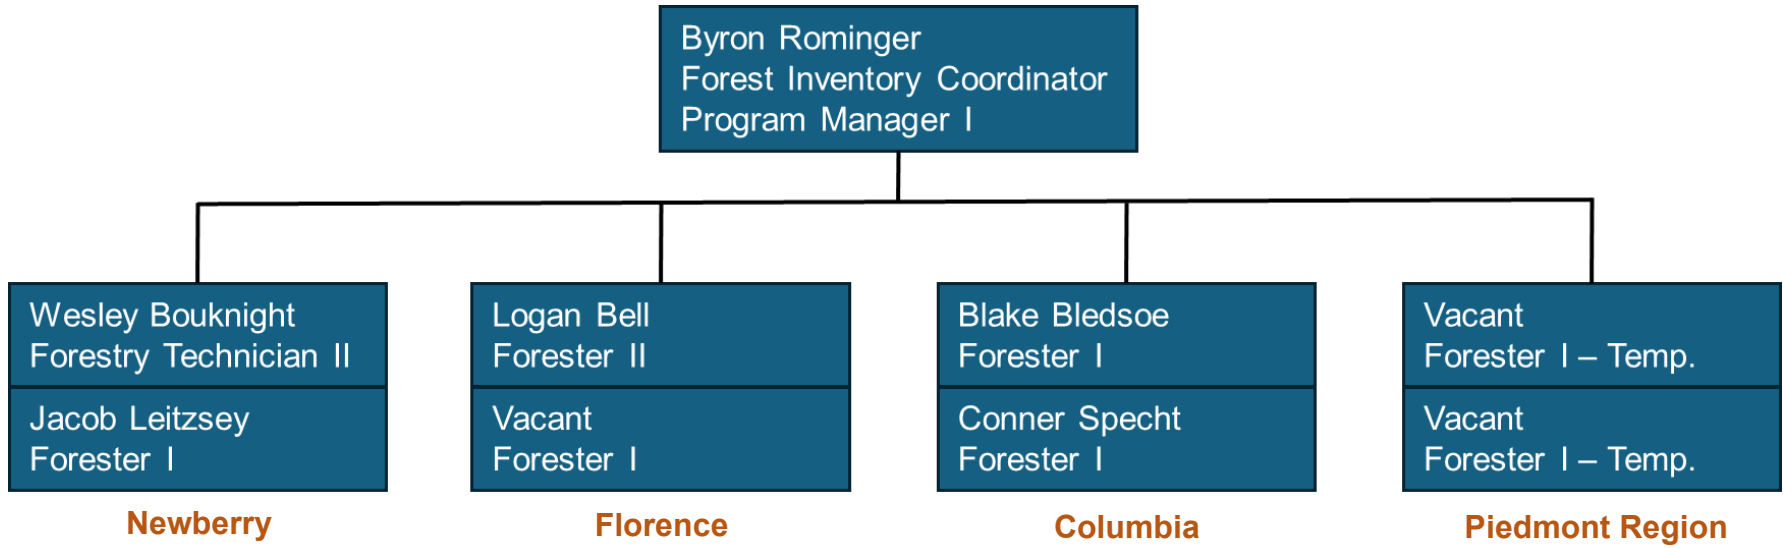 Byron Rominger
Forest Inventory Coordinator
Program Manager I
Wesley Bouknight
Forestry Technician II
Jacob Leitzsey
Forester I
Newberry
Logan Bell
Forester II
Vacant
Forester I
Florence
Blake Bledsoe
Forester I
Conner Specht
Forester I
Columbia
Vacant
Forester I – Temp.
Vacant
Forester I – Temp.
Piedmont Region